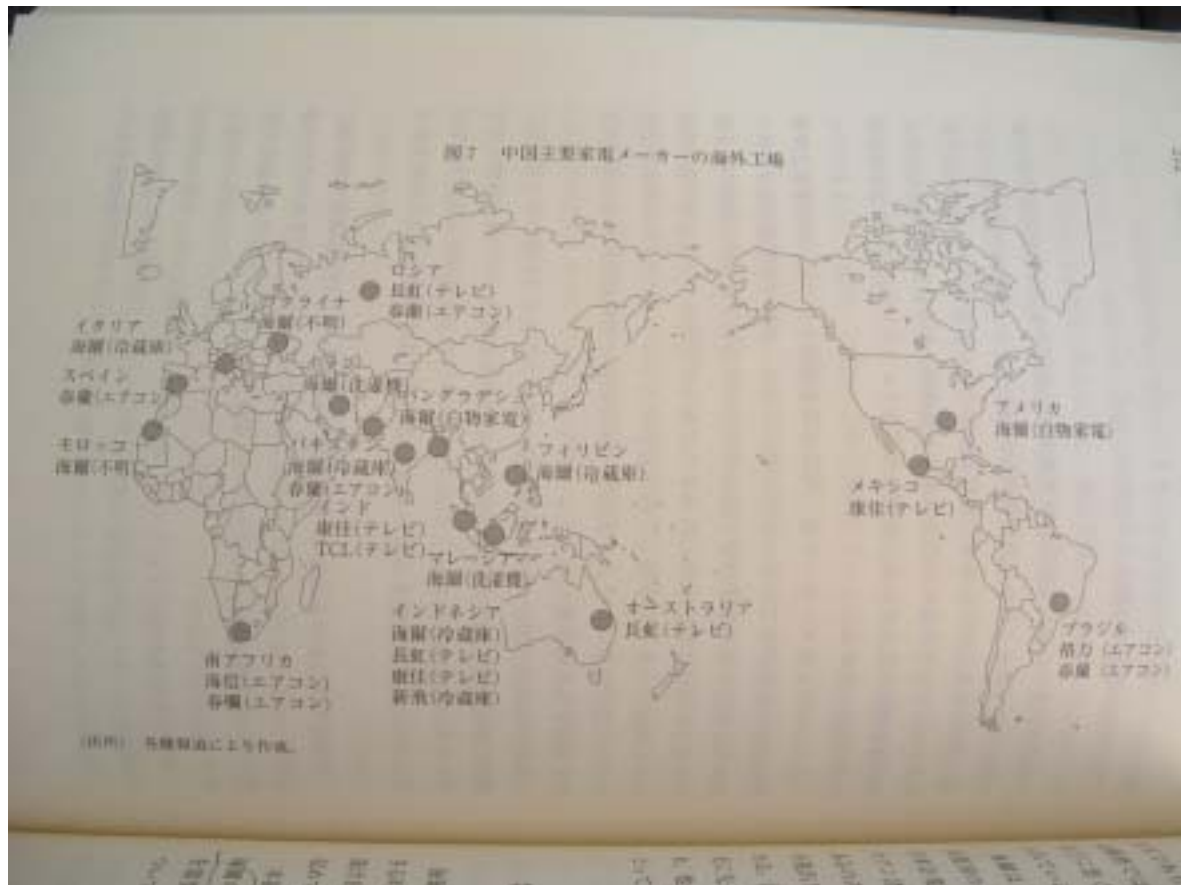 図7 中国主要家電メーカーの海外工場
ロシア
長虹(テレビ)
春蘭(エアコン)
ウクライナ
海爾(不明)
イタリア
海爾(冷蔵庫)
スペイン
春蘭(エアコン)
モロッコ
海爾(不明)
海爾(洗濯機)
バングラデシュ
海爾(白物家電)
パキスタン
海爾(冷蔵庫)
春蘭(エアコン)
インド
康佳(テレビ)
TCL(テレビ)
フィリピン
海爾(冷蔵庫)
マレーシア
海爾(洗濯機)
インドネシア
海爾(冷蔵庫)
長虹(テレビ)
康佳(テレビ)
新飛(冷蔵庫)
オーストラリア
長虹(テレビ)
南アフリカ
海信(エアコン)
春蘭(エアコン)
アメリカ
海爾(白物家電)
メキシコ
康佳(テレビ)
ブラジル
格力(エアコン)
春蘭(エアコン)
(出所) 各種報道により作成。